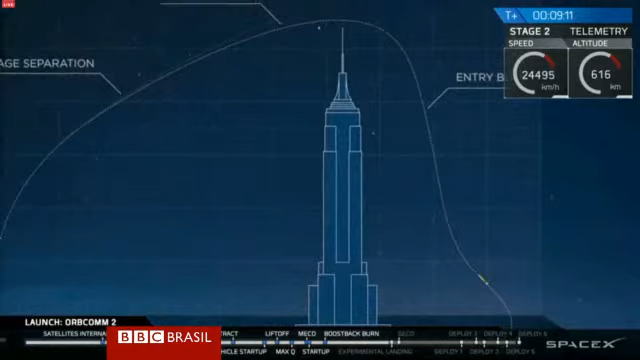 LIVE
T+ 00:09:11
STAGE 2 TELEMETRY
SPEED ALTITUDE
24495 616
km/h km
AGE SEPARATION
ENTRY B
LAUNCH: ORBCOMM 2
SATELLITES INTERNA
BBC BRASIL
RACT
LIFTOFF MECO BOOSTBACK BURN SECO DEPLOY 2 DEPLOY 4 DEPLOY 5
HICLE STARTUP MAX Q STARTUP EXPERIMENTAL LANDING DEPLOY 1 DEPLOY 3
SPACEX